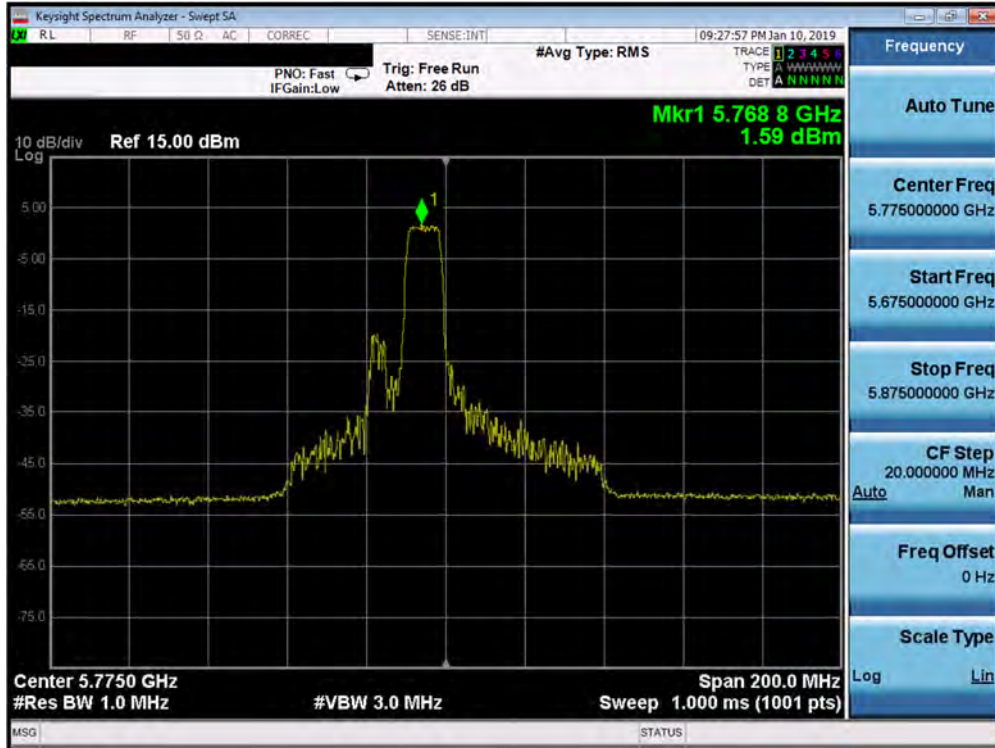 Keysight Spectrum Analyzer - Swept SA
LXI RL RF 50 Ω AC CORREC SENSE:INT 09:27:57 PM Jan 10, 2019
#Avg Type: RMS
TRACE 1 2 3 4 5 6
TYPE A WWWWW
DET A N N N N N
PNO: Fast Trig: Free Run
IFGain:Low Atten: 26 dB
Mkr1 5.768 8 GHz
1.59 dBm
10 dB/div Ref 15.00 dBm
Log
1
5.00
-5.00
-15.0
-25.0
-35.0
-45.0
-55.0
-65.0
-75.0
Center 5.7750 GHz Span 200.0 MHz
#Res BW 1.0 MHz #VBW 3.0 MHz Sweep 1.000 ms (1001 pts)
MSG STATUS
Frequency
Auto Tune
Center Freq
5.775000000 GHz
Start Freq
5.675000000 GHz
Stop Freq
5.875000000 GHz
CF Step
20.000000 MHz
Auto Man
Freq Offset
0 Hz
Scale Type
Log Lin